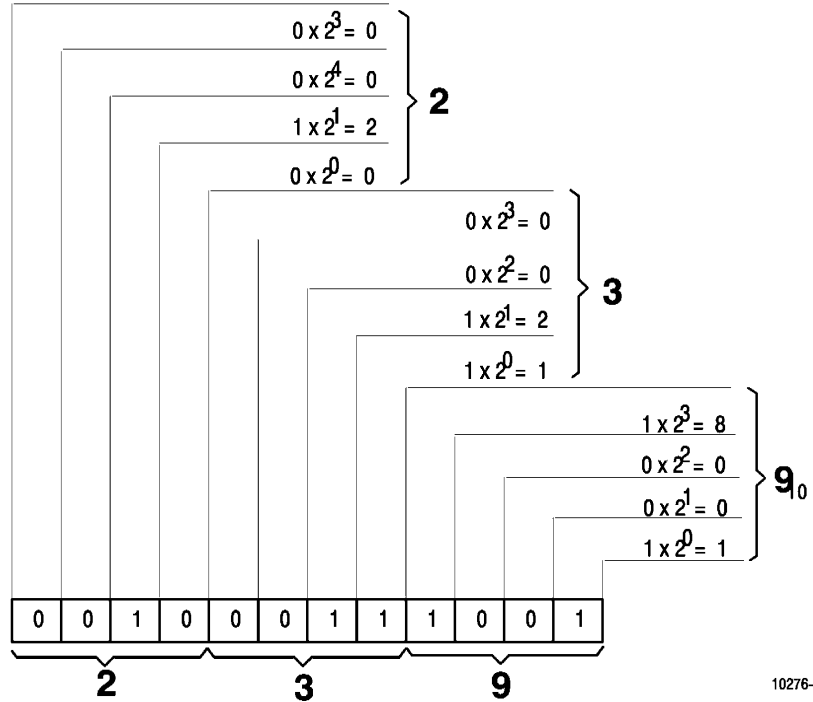 0 x 2³ = 0
0 x 2⁴ = 0
1 x 2¹ = 2
0 x 2⁰ = 0
2
0 x 2³ = 0
0 x 2² = 0
1 x 2¹ = 2
1 x 2⁰ = 1
3
1 x 2³ = 8
0 x 2² = 0
0 x 2¹ = 0
1 x 2⁰ = 1
9₁₀
0 0 1 0 0 0 1 1 1 0 0 1
2 3 9
10276-